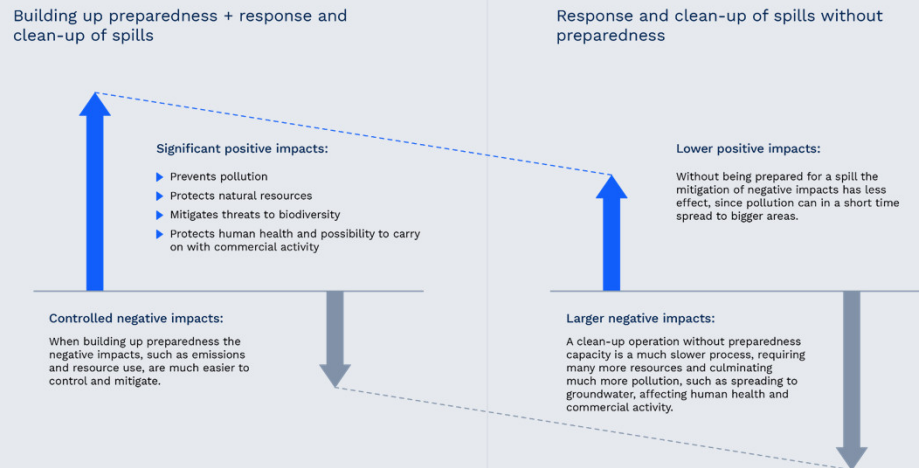 Building up preparedness + response and
clean-up of spills
Significant positive impacts:
Prevents pollution
Protects natural resources
Mitigates threats to biodiversity
Protects human health and possibility to carry
on with commercial activity
Controlled negative impacts:
When building up preparedness the
negative impacts, such as emissions
and resource use, are much easier to
control and mitigate.
Response and clean-up of spills without
preparedness
Lower positive impacts:
Without being prepared for a spill the
mitigation of negative impacts has less
effect, since pollution can in a short time
spread to bigger areas.
Larger negative impacts:
A clean-up operation without preparedness
capacity is a much slower process, requiring
many more resources and culminating
much more pollution, such as spreading to
groundwater, affecting human health and
commercial activity.